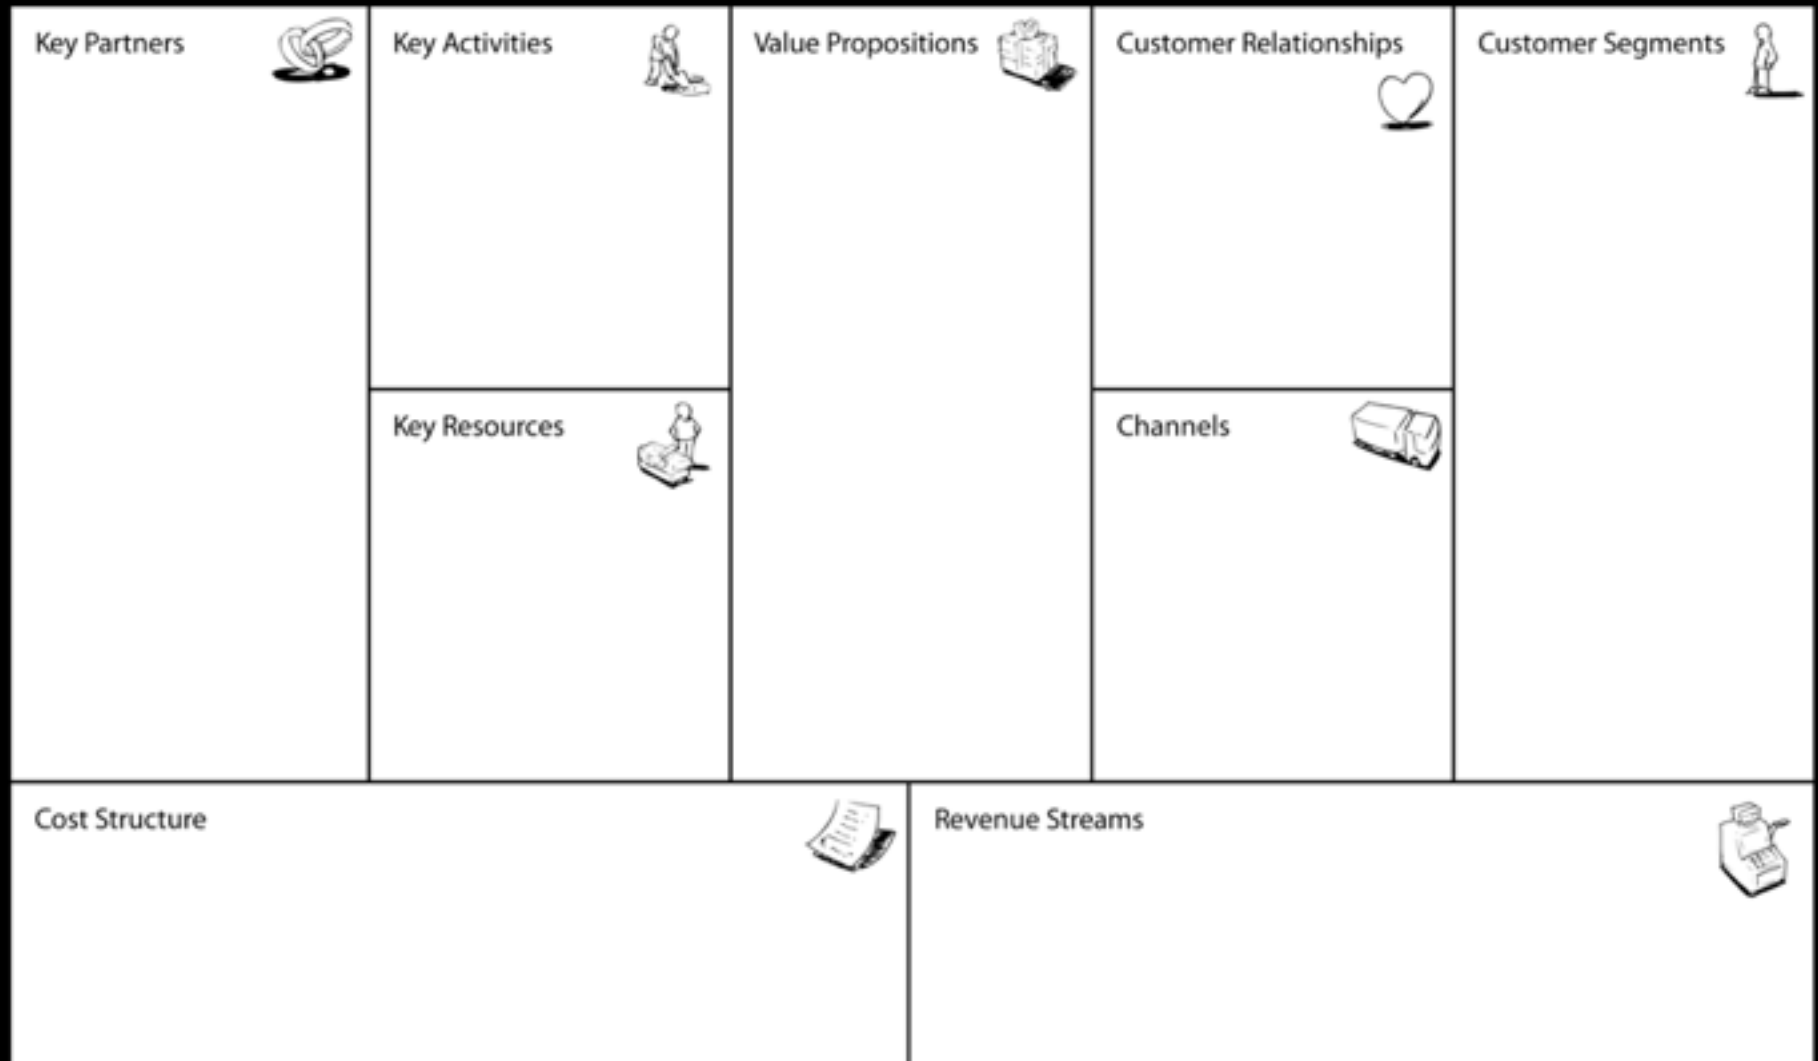 Key Partners
Key Activities
Value Propositions
Customer Relationships
Customer Segments
Key Resources
Channels
Cost Structure
Revenue Streams